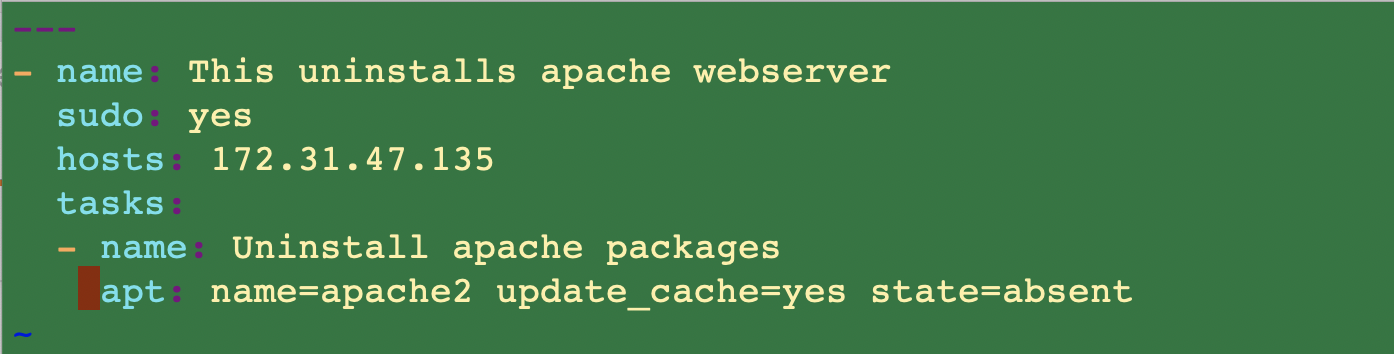 ---
- name: This uninstalls apache webserver
  sudo: yes
  hosts: 172.31.47.135
  tasks:
  - name: Uninstall apache packages
    apt: name=apache2 update_cache=yes state=absent
~